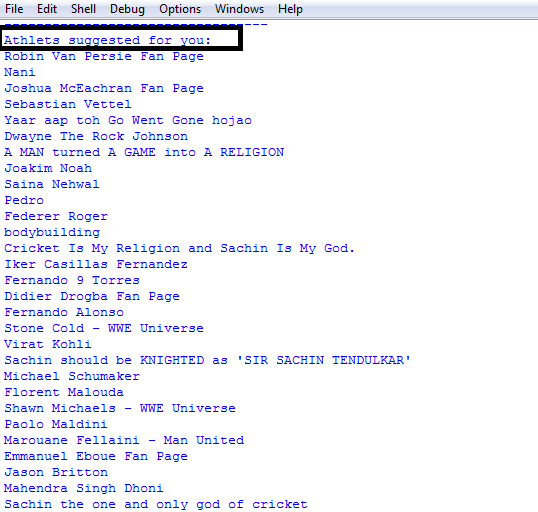 File Edit Shell Debug Options Windows Help
---------------------------------
Athlets suggested for you:
Robin Van Persie Fan Page
Nani
Joshua McEachran Fan Page
Sebastian Vettel
Yaar aap toh Go Went Gone hojao
Dwayne The Rock Johnson
A MAN turned A GAME into A RELIGION
Joakim Noah
Saina Nehwal
Pedro
Federer Roger
bodybuilding
Cricket Is My Religion and Sachin Is My God.
Iker Casillas Fernandez
Fernando 9 Torres
Didier Drogba Fan Page
Fernando Alonso
Stone Cold - WWE Universe
Virat Kohli
Sachin should be KNIGHTED as 'SIR SACHIN TENDULKAR'
Michael Schumaker
Florent Malouda
Shawn Michaels - WWE Universe
Paolo Maldini
Marouane Fellaini - Man United
Emmanuel Eboue Fan Page
Jason Britton
Mahendra Singh Dhoni
Sachin the one and only god of cricket